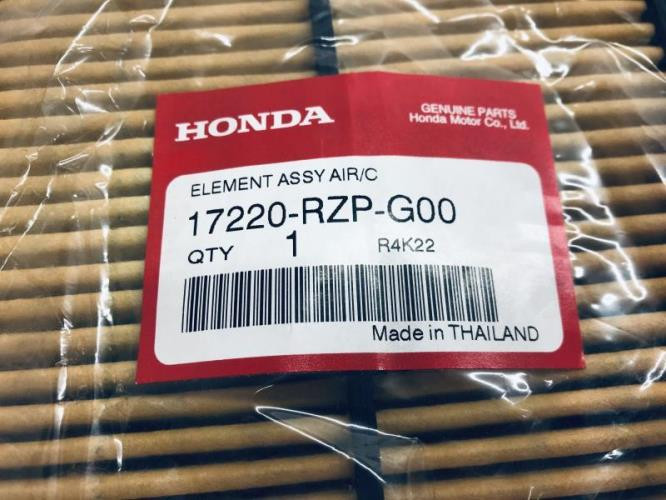 HONDA
GENUINE PARTS
Honda Motor Co., Ltd.
ELEMENT ASSY AIR/C
17220-RZP-G00
QTY 1 R4K22
Made in THAILAND